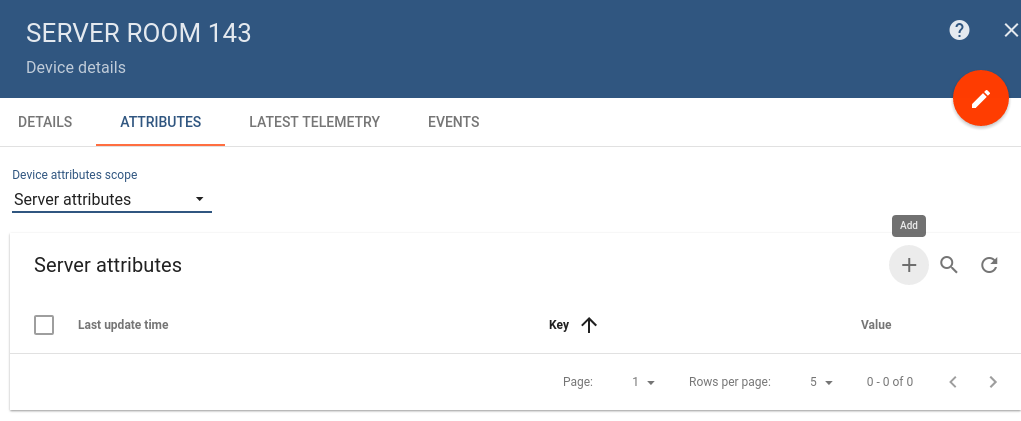 SERVER ROOM 143
Device details
DETAILS ATTRIBUTES LATEST TELEMETRY EVENTS
Device attributes scope
Server attributes
Add
Server attributes
Last update time Key Value
Page: 1 Rows per page: 5 0 - 0 of 0